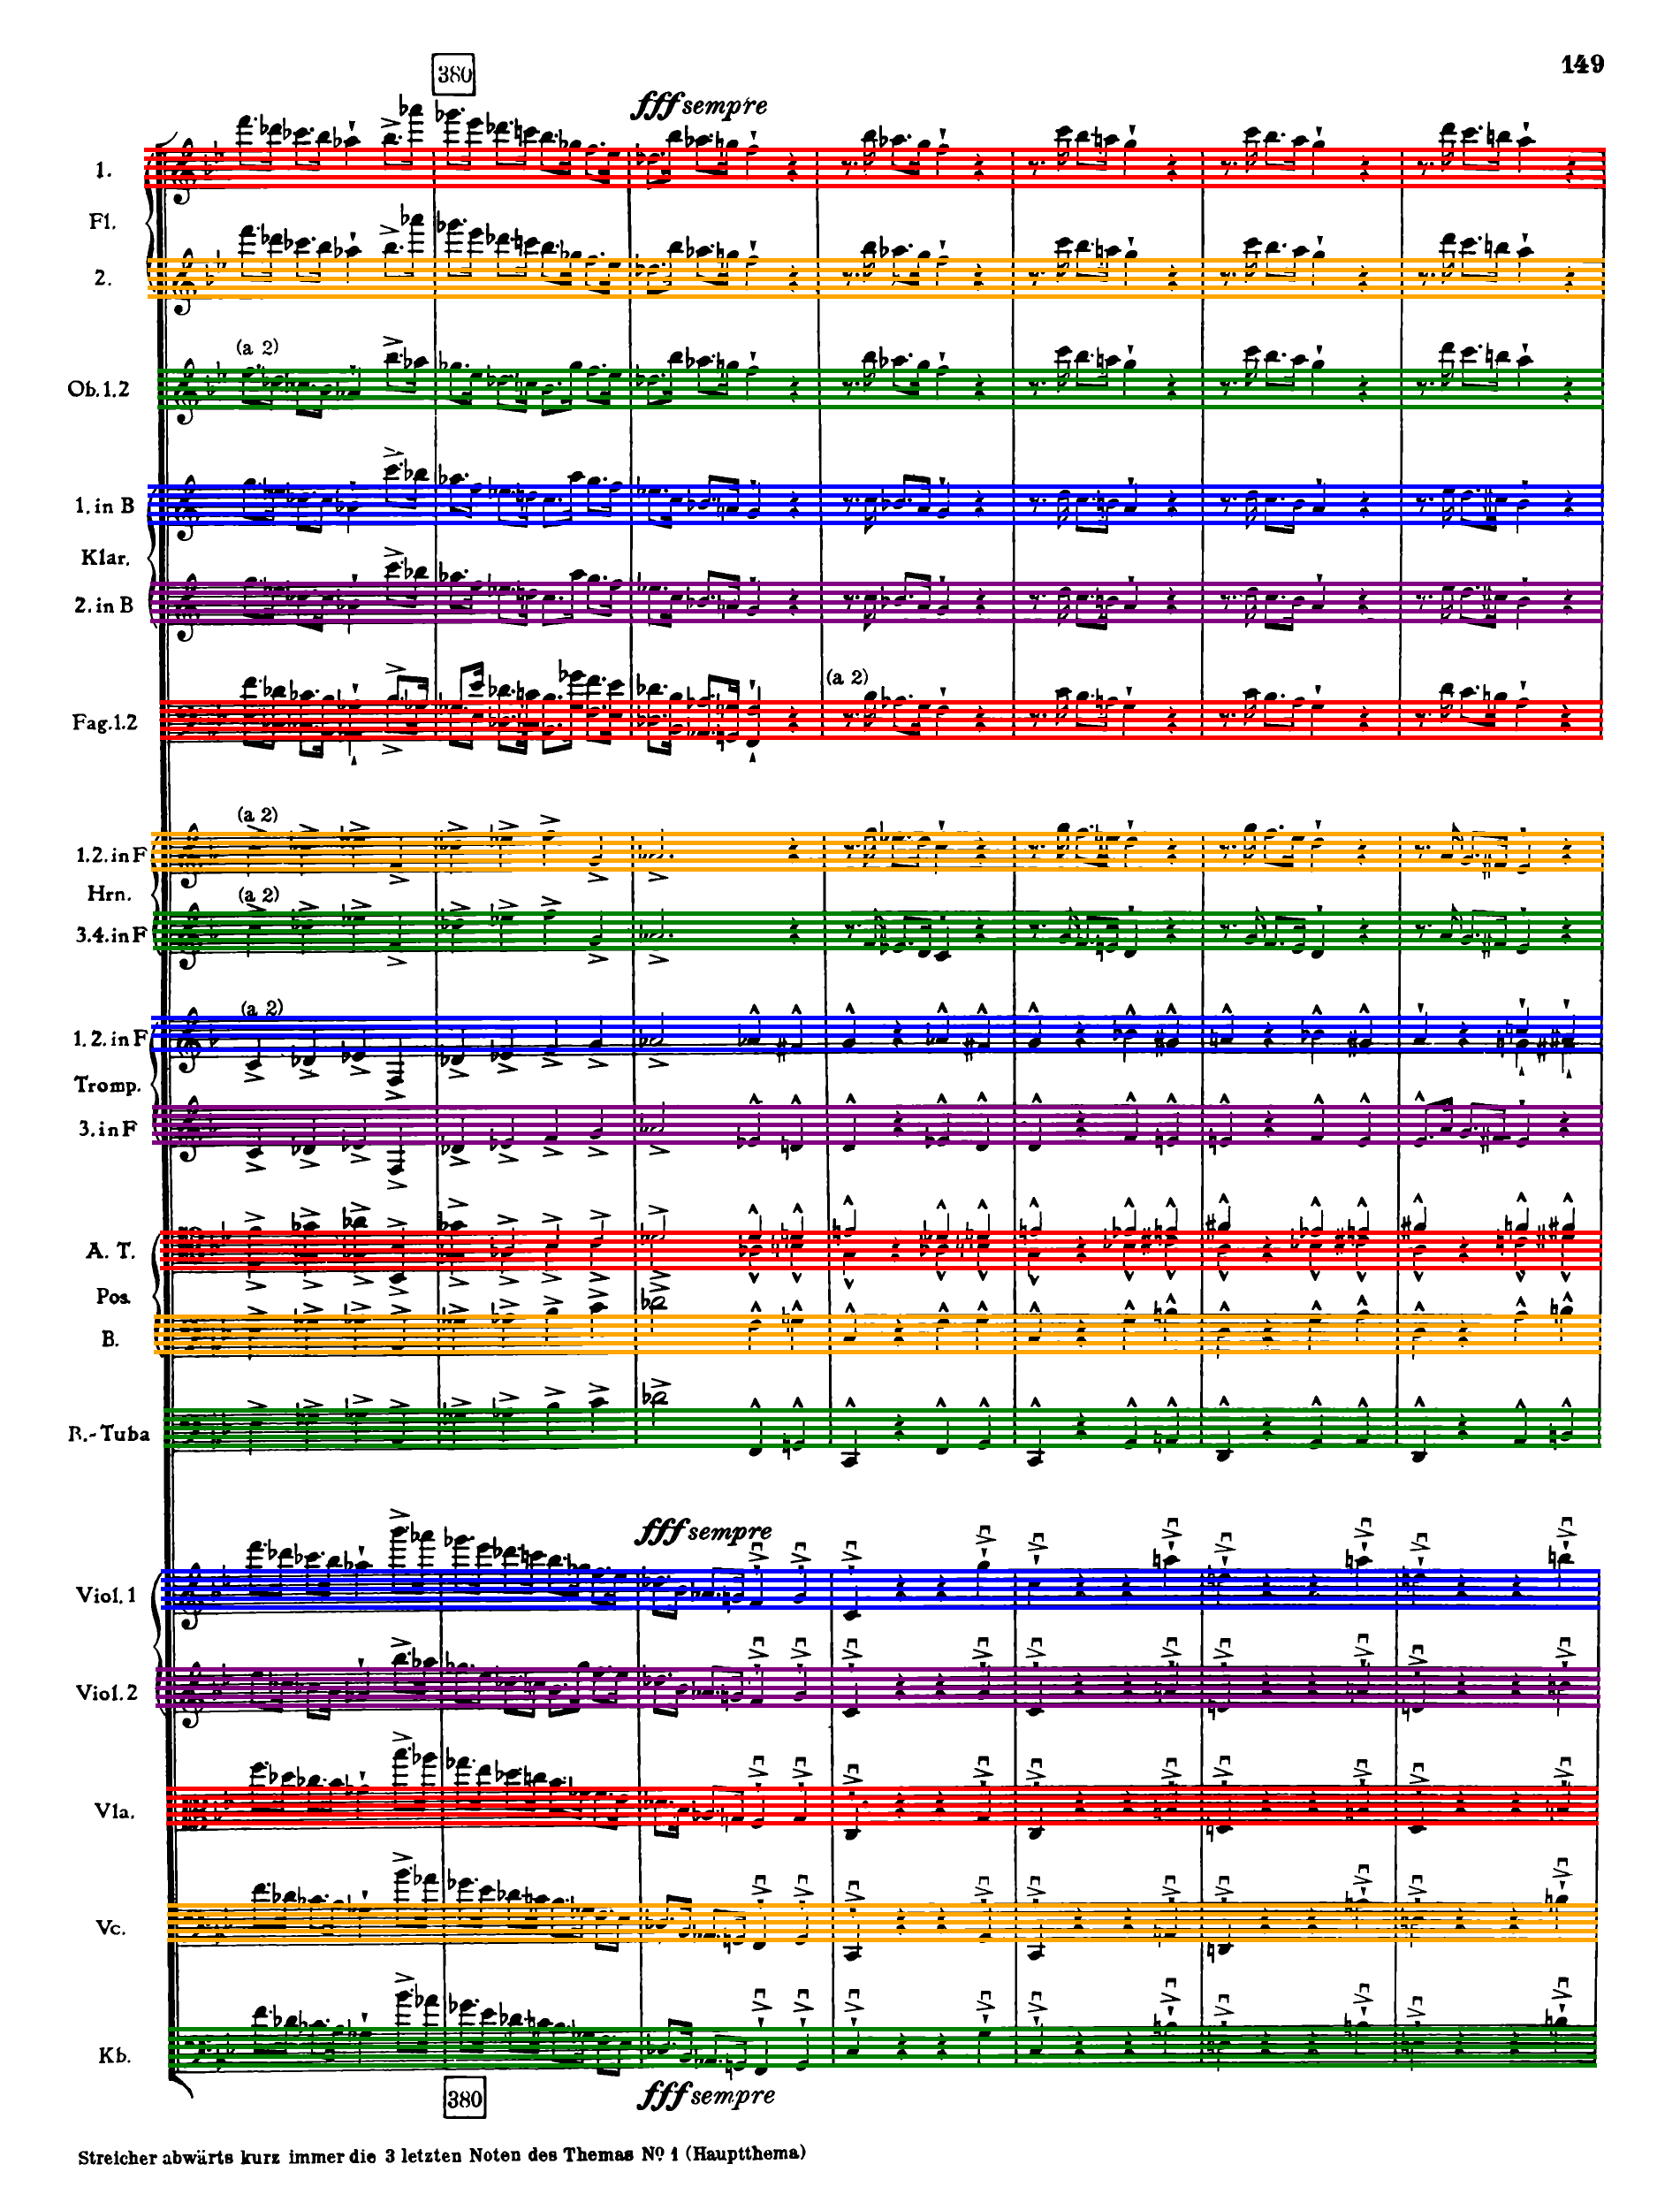 149
380
fff sempre
1.
Fl.
2.
(a 2)
Ob.1.2
1. in B
Klar.
2. in B
(a 2)
Fag.1.2
(a 2)
1.2. in F
Hrn.
(a 2)
3.4. in F
(a 2)
1.2. in F
Tromp.
3. in F
A. T.
Pos.
B.
B.-Tuba
fff sempre
Viol. 1
Viol. 2
Vla.
Vc.
Kb.
380
fff sempre
Streicher abwärts kurz immer die 3 letzten Noten des Themas No. 1 (Hauptthema)